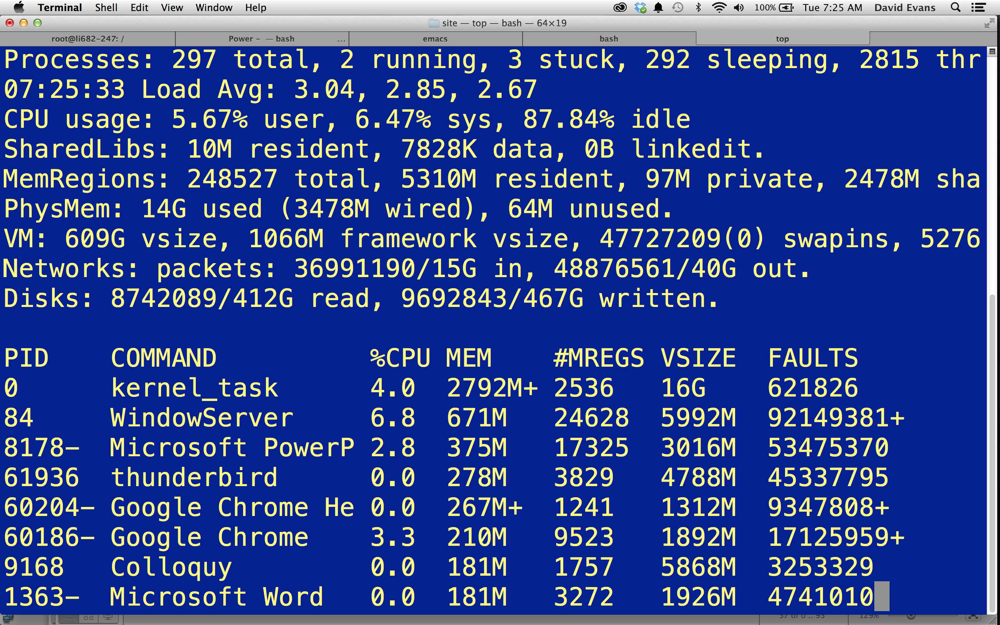 Terminal Shell Edit View Window Help 100% Tue 7:25 AM David Evans
site — top — bash — 64×19
root@li682-247: / Power - — bash ... emacs bash top
Processes: 297 total, 2 running, 3 stuck, 292 sleeping, 2815 thr
07:25:33 Load Avg: 3.04, 2.85, 2.67
CPU usage: 5.67% user, 6.47% sys, 87.84% idle
SharedLibs: 10M resident, 7828K data, 0B linkedit.
MemRegions: 248527 total, 5310M resident, 97M private, 2478M sha
PhysMem: 14G used (3478M wired), 64M unused.
VM: 609G vsize, 1066M framework vsize, 47727209(0) swapins, 5276
Networks: packets: 36991190/15G in, 48876561/40G out.
Disks: 8742089/412G read, 9692843/467G written.
PID COMMAND %CPU MEM #MREGS VSIZE FAULTS
0 kernel_task 4.0 2792M+ 2536 16G 621826
84 WindowServer 6.8 671M 24628 5992M 92149381+
8178- Microsoft PowerP 2.8 375M 17325 3016M 53475370
61936 thunderbird 0.0 278M 3829 4788M 45337795
60204- Google Chrome He 0.0 267M+ 1241 1312M 9347808+
60186- Google Chrome 3.3 210M 9523 1892M 17125959+
9168 Colloquy 0.0 181M 1757 5868M 3253329
1363- Microsoft Word 0.0 181M 3272 1926M 4741010
129%